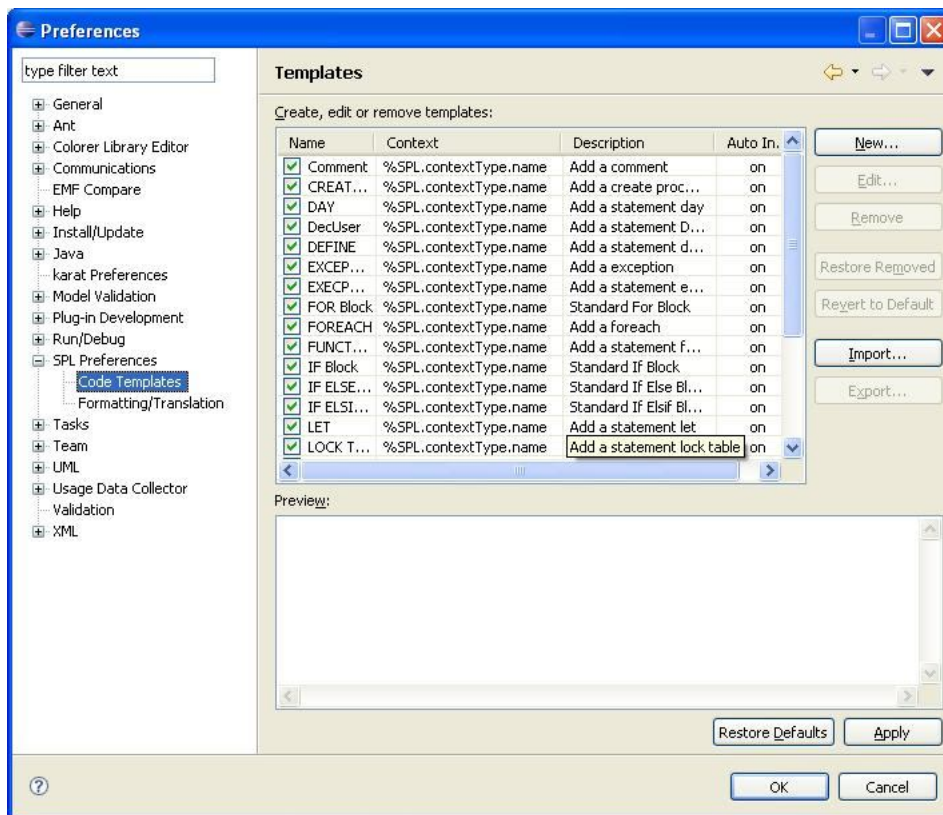 Preferences
type filter text
General
Ant
Colorer Library Editor
Communications
EMF Compare
Help
Install/Update
Java
karat Preferences
Model Validation
Plug-in Development
Run/Debug
SPL Preferences
Code Templates
Formatting/Translation
Tasks
Team
UML
Usage Data Collector
Validation
XML
Templates
Create, edit or remove templates:
Name Context Description Auto In.
Comment %SPL.contextType.name Add a comment on
CREAT... %SPL.contextType.name Add a create proc... on
DAY %SPL.contextType.name Add a statement day on
DecUser %SPL.contextType.name Add a statement D... on
DEFINE %SPL.contextType.name Add a statement d... on
EXCEP... %SPL.contextType.name Add a exception on
EXECP... %SPL.contextType.name Add a statement e... on
FOR Block %SPL.contextType.name Standard For Block on
FOREACH %SPL.contextType.name Add a foreach on
FUNCT... %SPL.contextType.name Add a statement f... on
IF Block %SPL.contextType.name Standard If Block on
IF ELSE... %SPL.contextType.name Standard If Else Bl... on
IF ELSI... %SPL.contextType.name Standard If Elsif Bl... on
LET %SPL.contextType.name Add a statement let on
LOCK T... %SPL.contextType.name Add a statement lock table on
New...
Edit...
Remove
Restore Removed
Revert to Default
Import...
Export...
Preview:
Restore Defaults Apply
OK Cancel